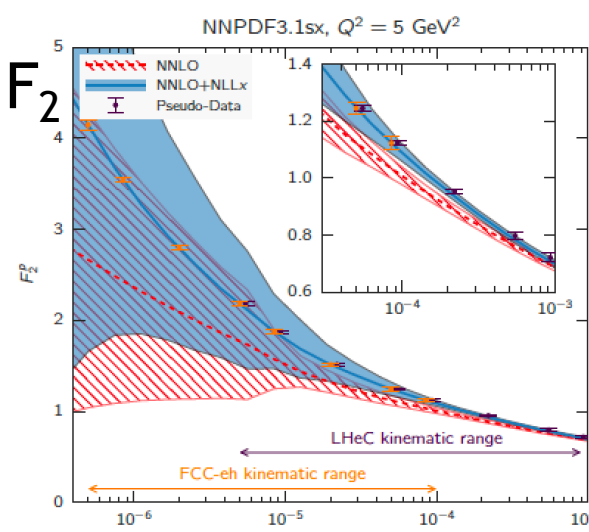 NNPDF3.1sx, Q² = 5 GeV²
F₂
NNLO
NNLO+NLLx
Pseudo-Data
F₂ᵖ
5
4
3
2
1
0
1.4
1.2
1.0
0.8
0.6
10⁻⁴
10⁻³
LHeC kinematic range
FCC-eh kinematic range
10⁻⁶
10⁻⁵
10⁻⁴
10